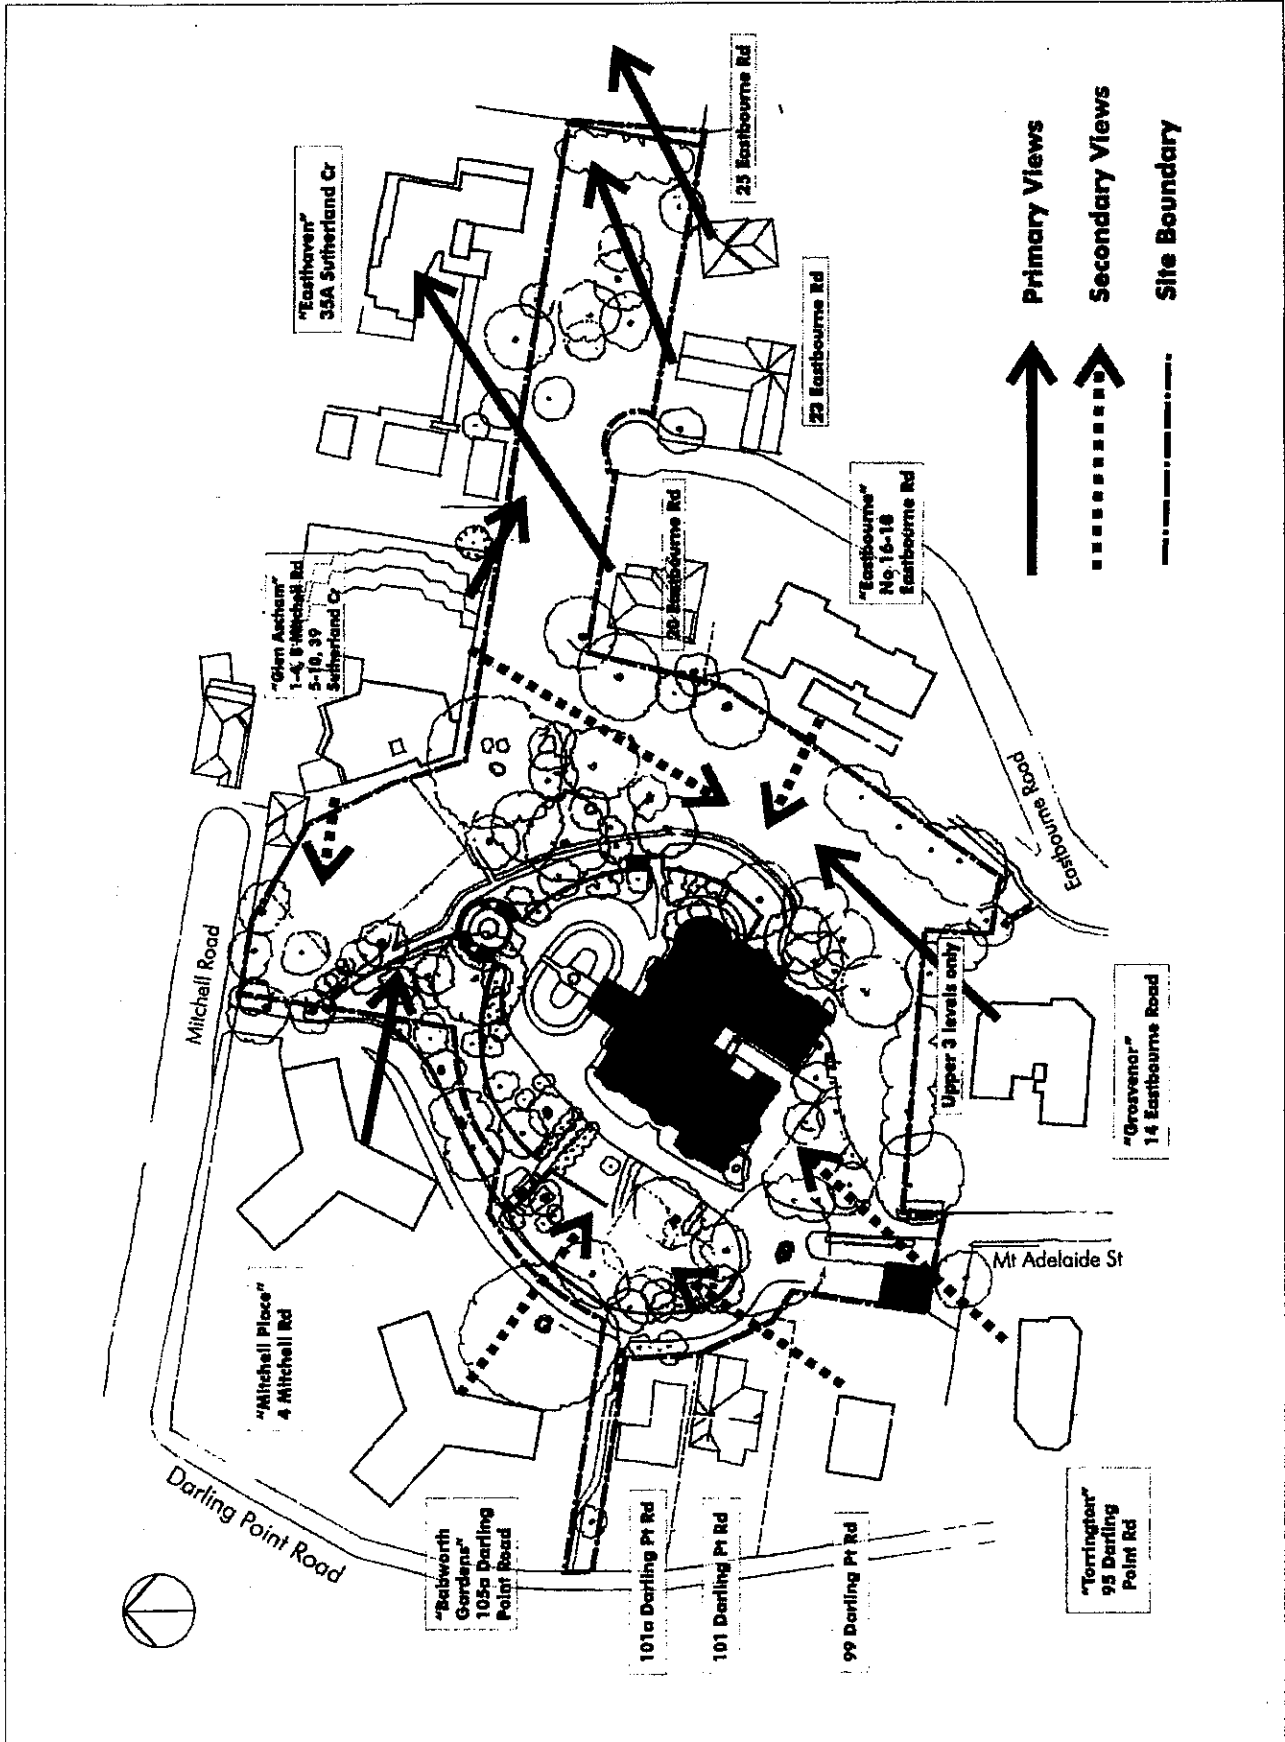 Mitchell Road
"Mitchell Place"
4 Mitchell Rd
Darling Point Road
"Babworth
Gardens"
105a Darling
Point Road
101a Darling Pt Rd
101 Darling Pt Rd
99 Darling Pt Rd
"Torrington"
95 Darling
Point Rd
Mt Adelaide St
"Grosvenor"
14 Eastbourne Road
Upper 3 levels only
Eastbourne Road
"Eastbourne"
No 16-18
Eastbourne Rd
20 Eastbourne Rd
"Glen Ascham"
1-4, 8 Mitchell Rd
5-10, 39
Sutherland Cr
"Easthaven"
35A Sutherland Cr
23 Eastbourne Rd
25 Eastbourne Rd
Primary Views
Secondary Views
Site Boundary